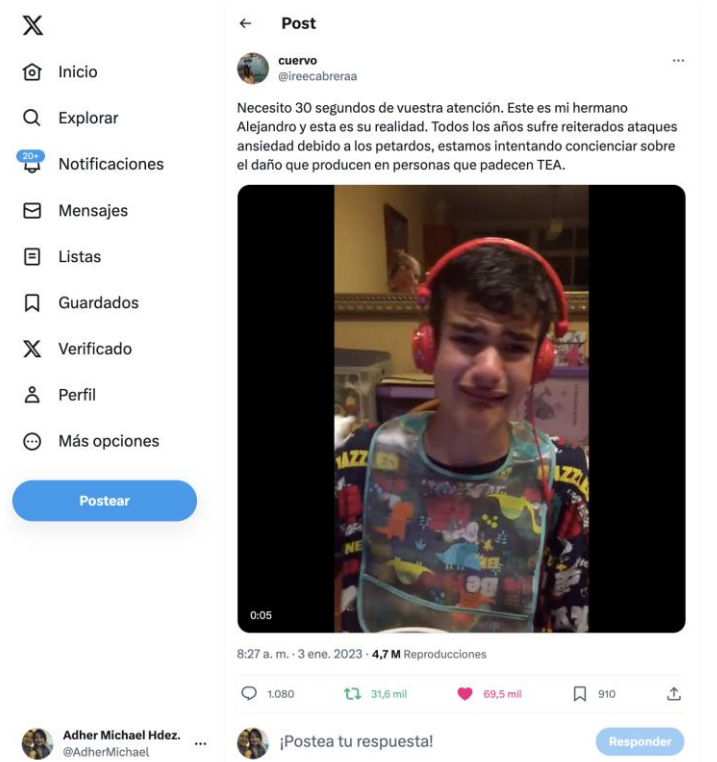 Post
cuervo
@ireecabreraa
Inicio
Explorar
20+
Notificaciones
Mensajes
Listas
Guardados
Verificado
Perfil
Más opciones
Postear
Necesito 30 segundos de vuestra atención. Este es mi hermano
Alejandro y esta es su realidad. Todos los años sufre reiterados ataques
ansiedad debido a los petardos, estamos intentando concienciar sobre
el daño que producen en personas que padecen TEA.
0:05
8:27 a. m. · 3 ene. 2023 · 4,7 M Reproducciones
1.080 31,6 mil 69,5 mil 910
Adher Michael Hdez.
@AdherMichael
¡Postea tu respuesta!
Responder